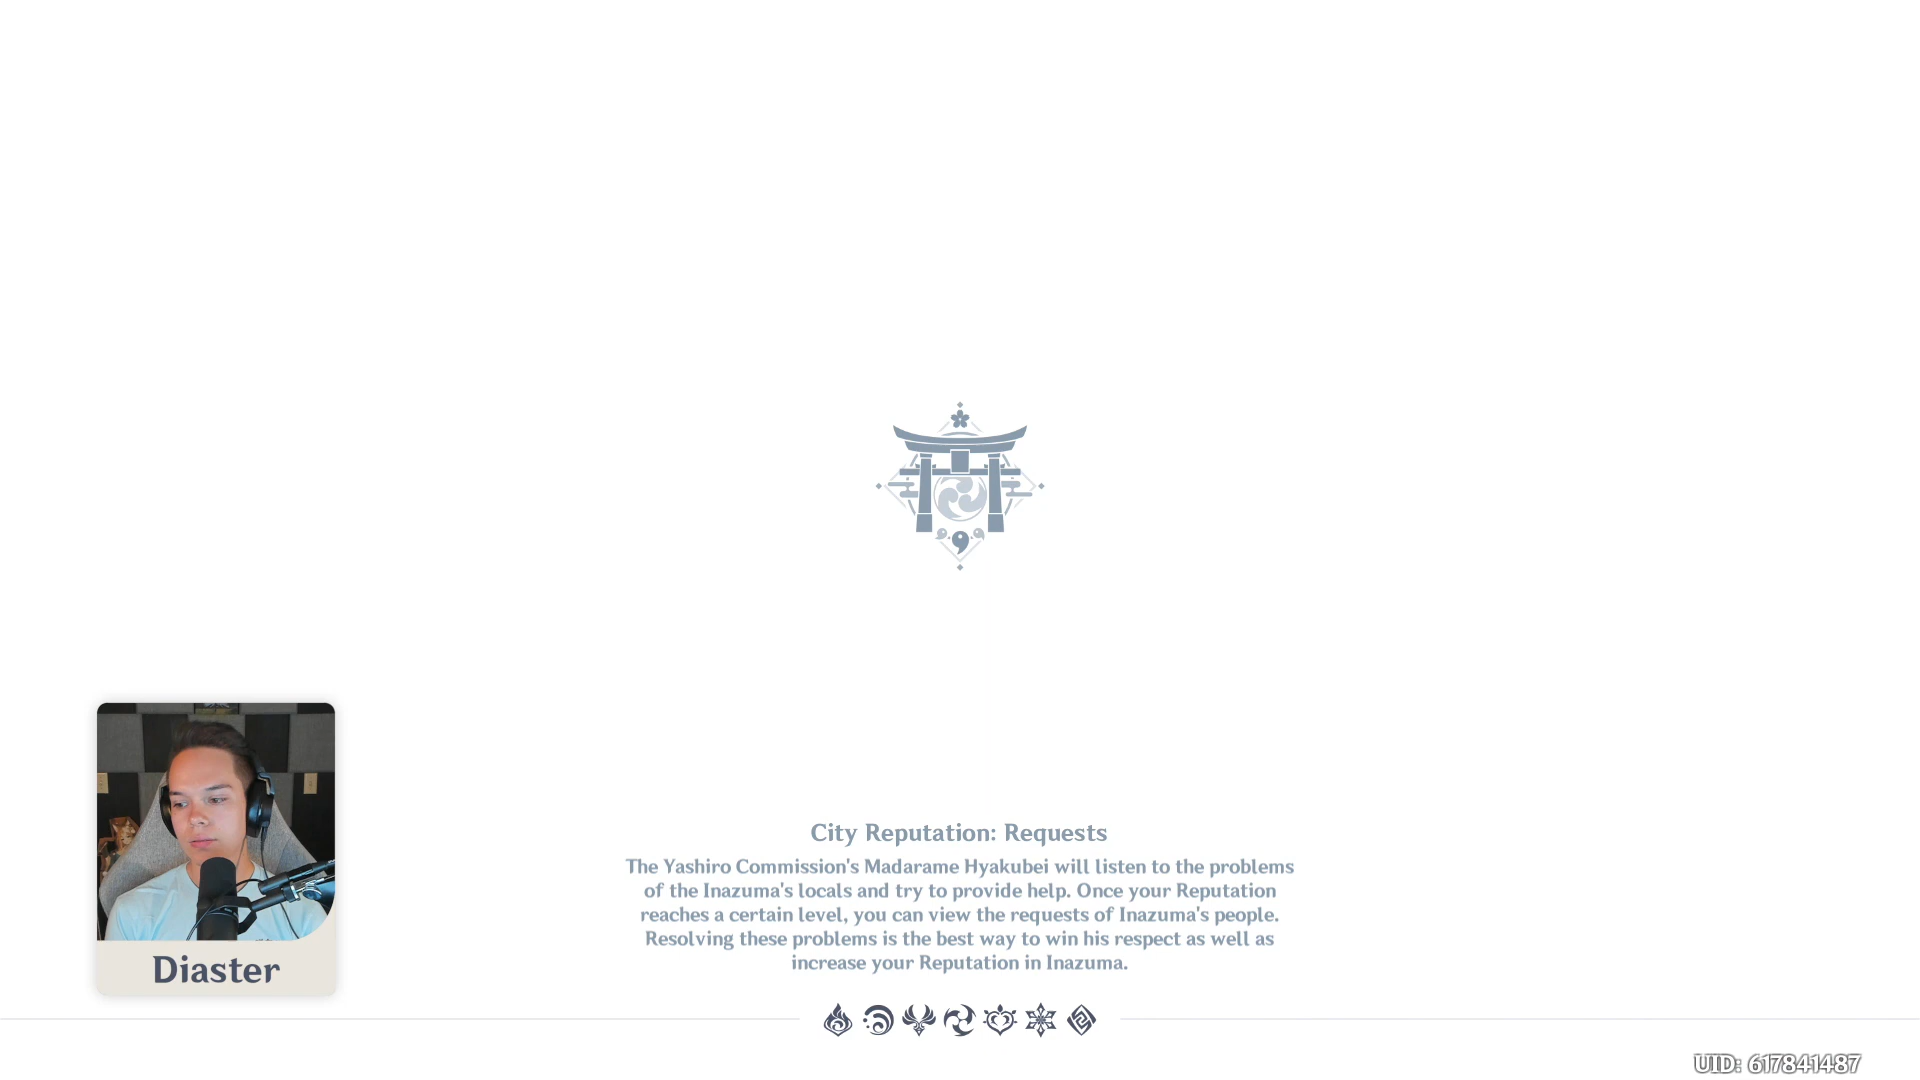 City Reputation: Requests
The Yashiro Commission's Madarame Hyakubei will listen to the problems
of the Inazuma's locals and try to provide help. Once your Reputation
reaches a certain level, you can view the requests of Inazuma's people.
Resolving these problems is the best way to win his respect as well as
increase your Reputation in Inazuma.
Diaster
UID: 617841487